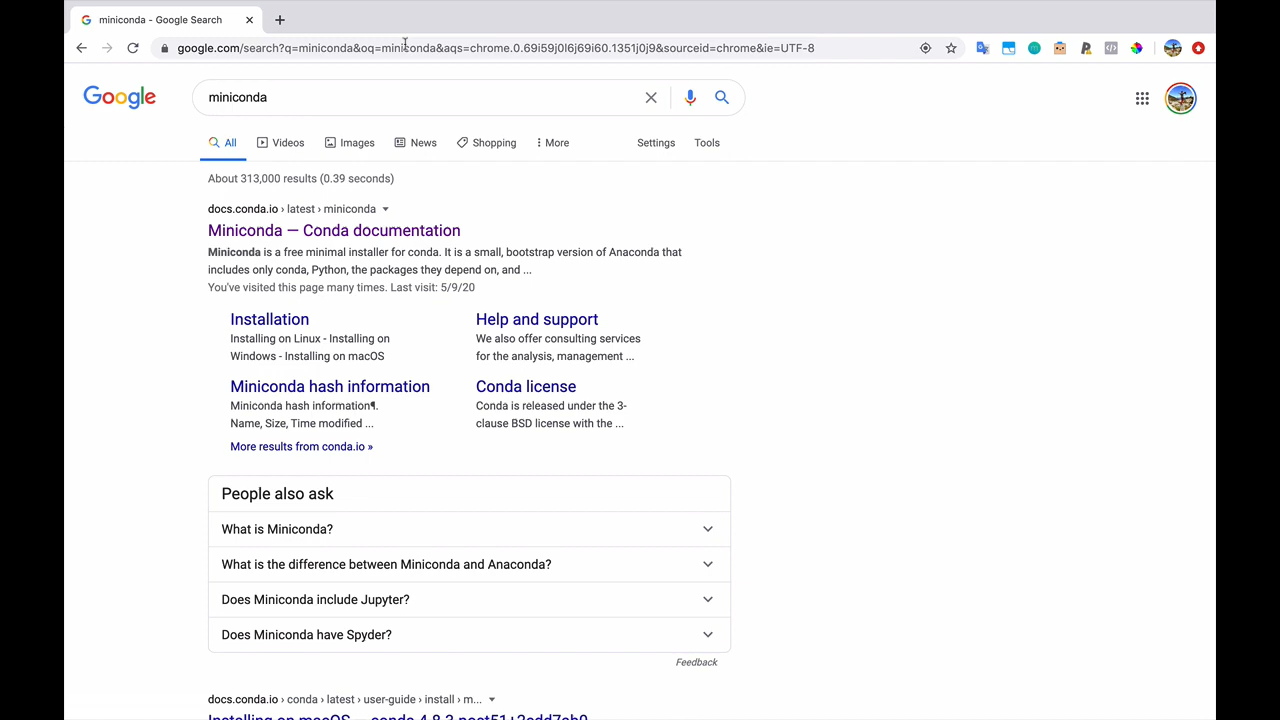 miniconda - Google Search
google.com/search?q=miniconda&oq=miniconda&aqs=chrome.0.69i59j0l6j69i60.1351j0j9&sourceid=chrome&ie=UTF-8
Google
miniconda
All Videos Images News Shopping More Settings Tools
About 313,000 results (0.39 seconds)
docs.conda.io › latest › miniconda
Miniconda — Conda documentation
Miniconda is a free minimal installer for conda. It is a small, bootstrap version of Anaconda that
includes only conda, Python, the packages they depend on, and ...
You've visited this page many times. Last visit: 5/9/20
Installation
Installing on Linux - Installing on
Windows - Installing on macOS
Help and support
We also offer consulting services
for the analysis, management ...
Miniconda hash information
Miniconda hash information¶.
Name, Size, Time modified ...
Conda license
Conda is released under the 3-
clause BSD license with the ...
More results from conda.io »
People also ask
What is Miniconda?
What is the difference between Miniconda and Anaconda?
Does Miniconda include Jupyter?
Does Miniconda have Spyder?
Feedback
docs.conda.io › conda › latest › user-guide › install › m...
Installing on macOS — conda